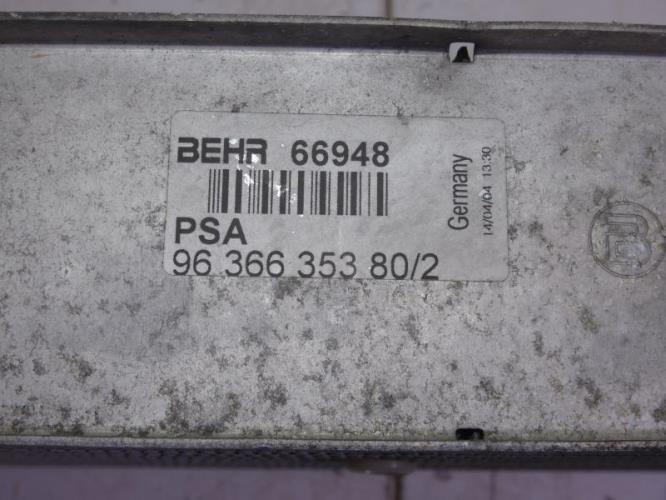 BEHR 66948
PSA
96 366 353 80/2
Germany
14/04/04 13:30